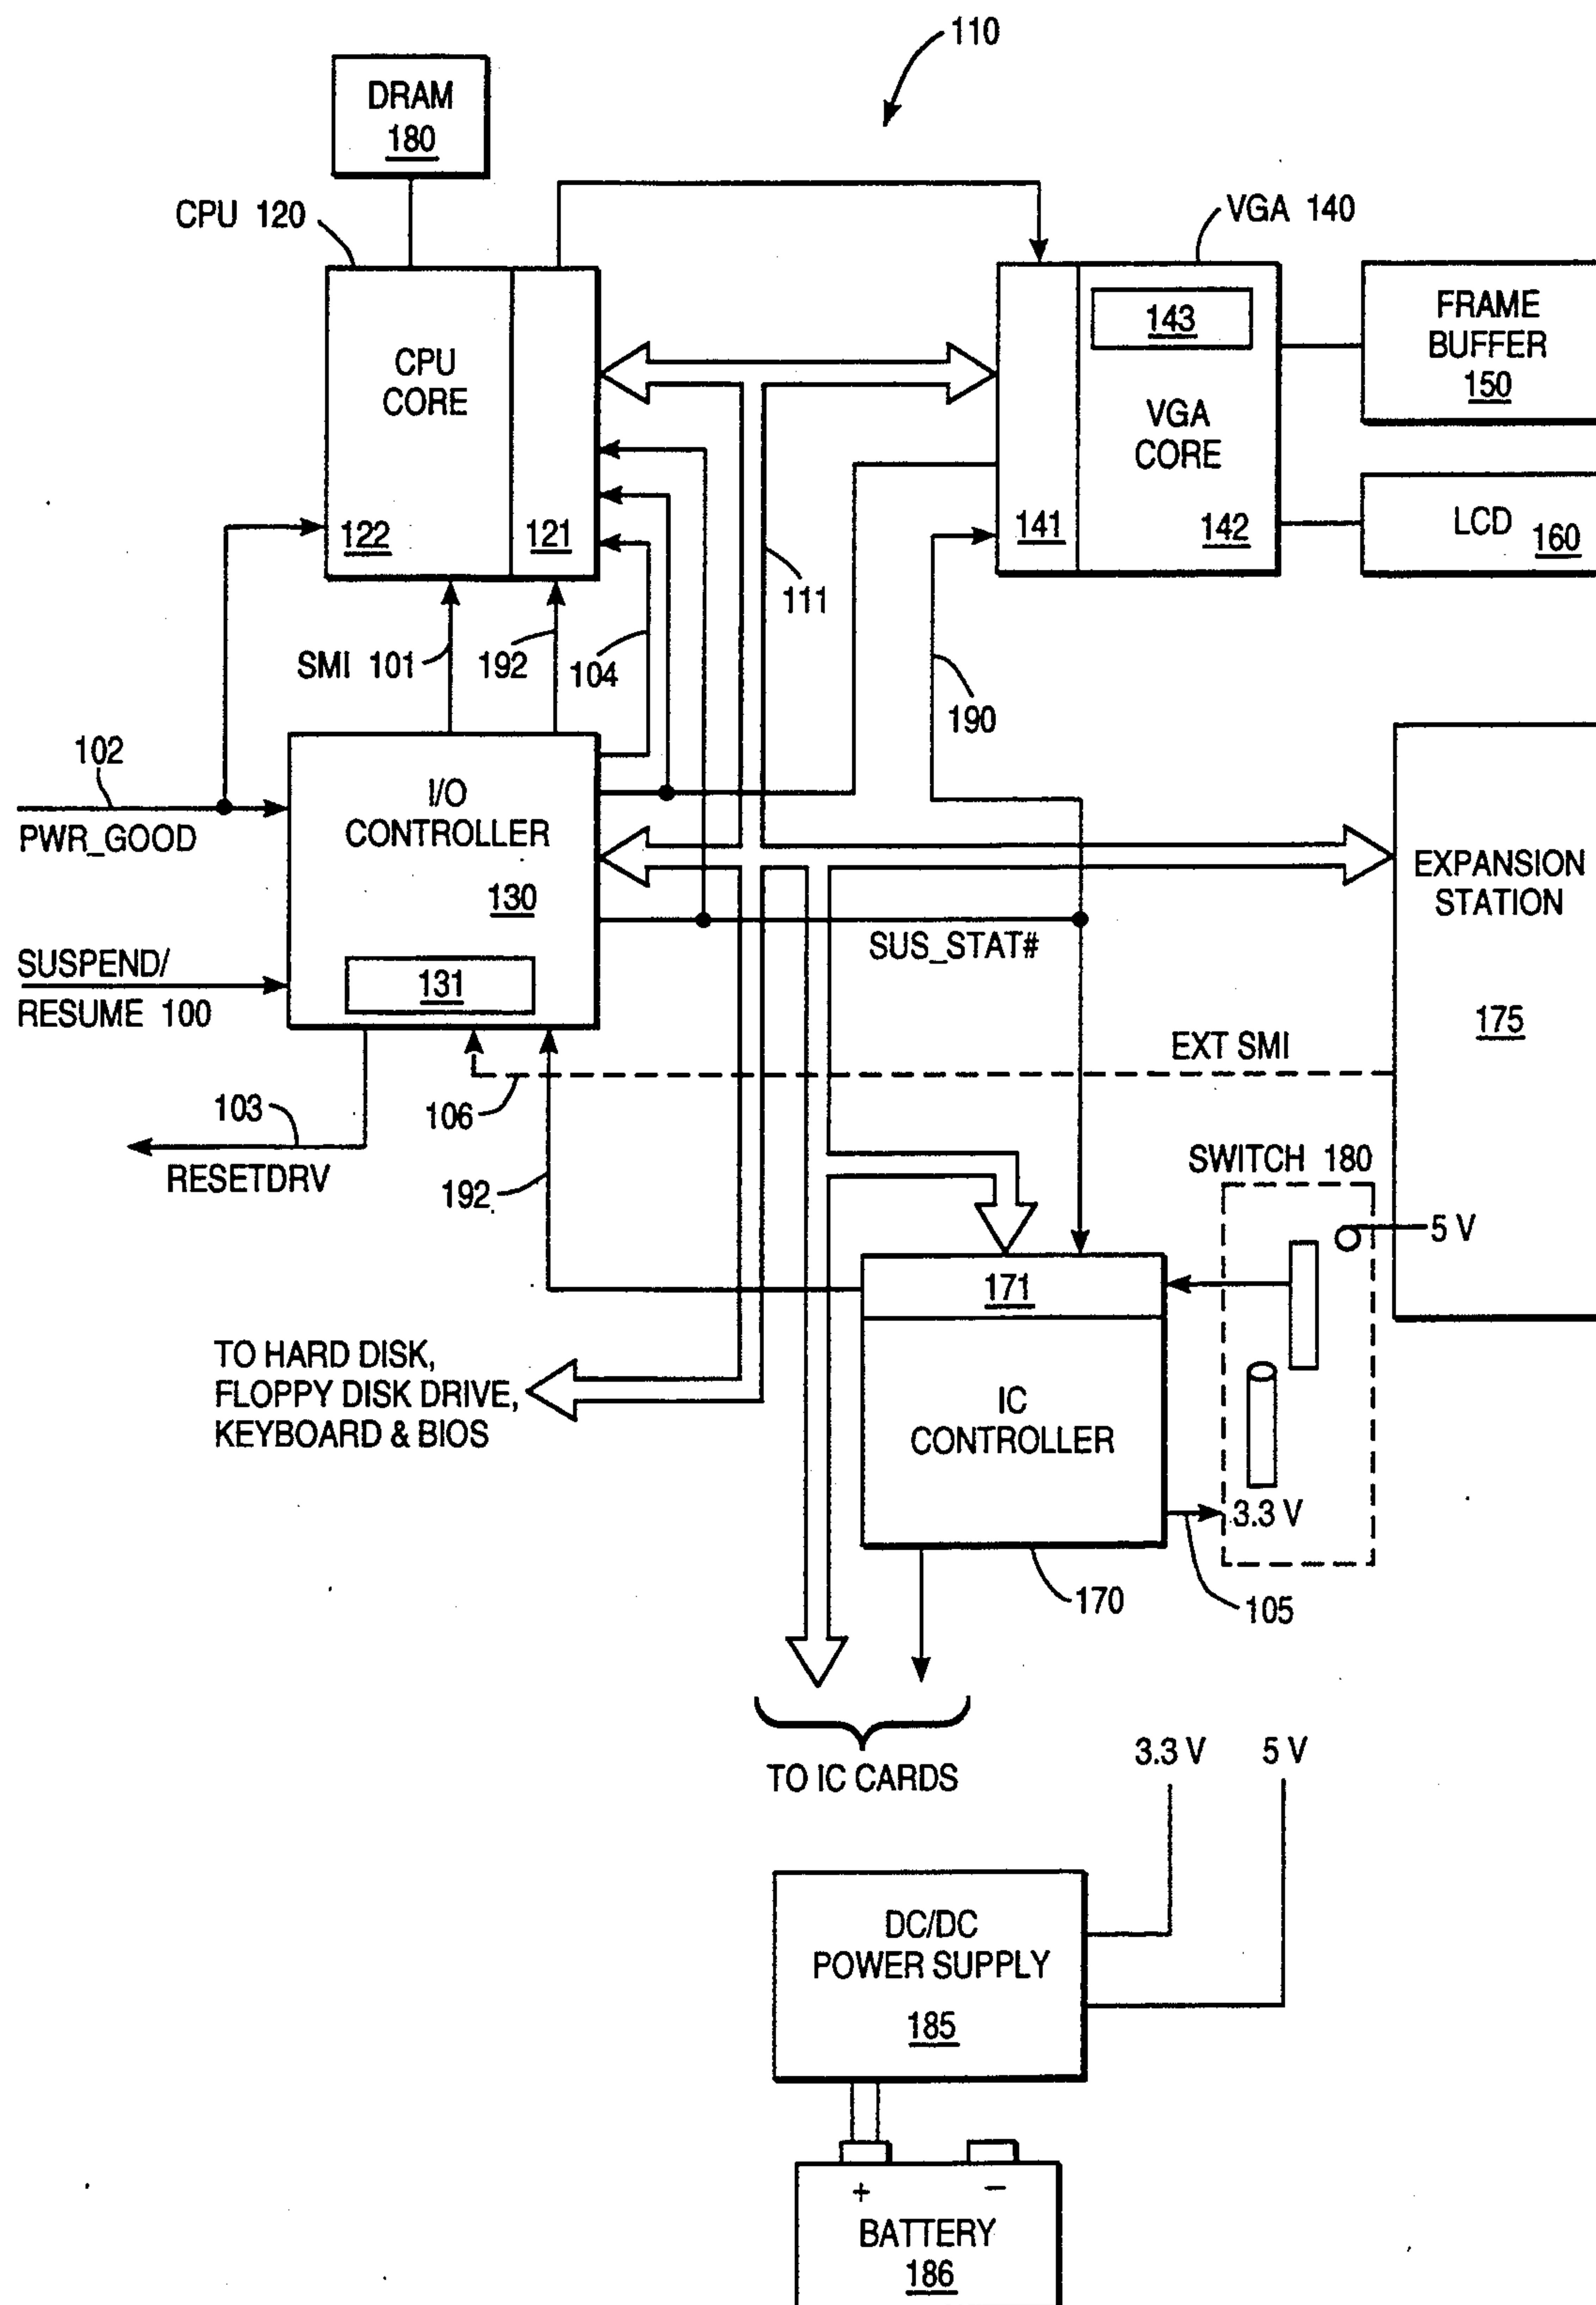 110
DRAM
180
CPU 120
VGA 140
FRAME
BUFFER
150
143
CPU
CORE
VGA
CORE
122
121
141
142
LCD 160
111
SMI 101
192
104
190
102
PWR_GOOD
I/O
CONTROLLER
130
EXPANSION
STATION
175
SUS_STAT#
SUSPEND/
RESUME 100
131
EXT SMI
103
106
RESETDRV
192
SWITCH 180
5 V
171
TO HARD DISK,
FLOPPY DISK DRIVE,
KEYBOARD & BIOS
IC
CONTROLLER
3.3 V
170
105
TO IC CARDS
3.3 V
5 V
DC/DC
POWER SUPPLY
185
+
−
BATTERY
186